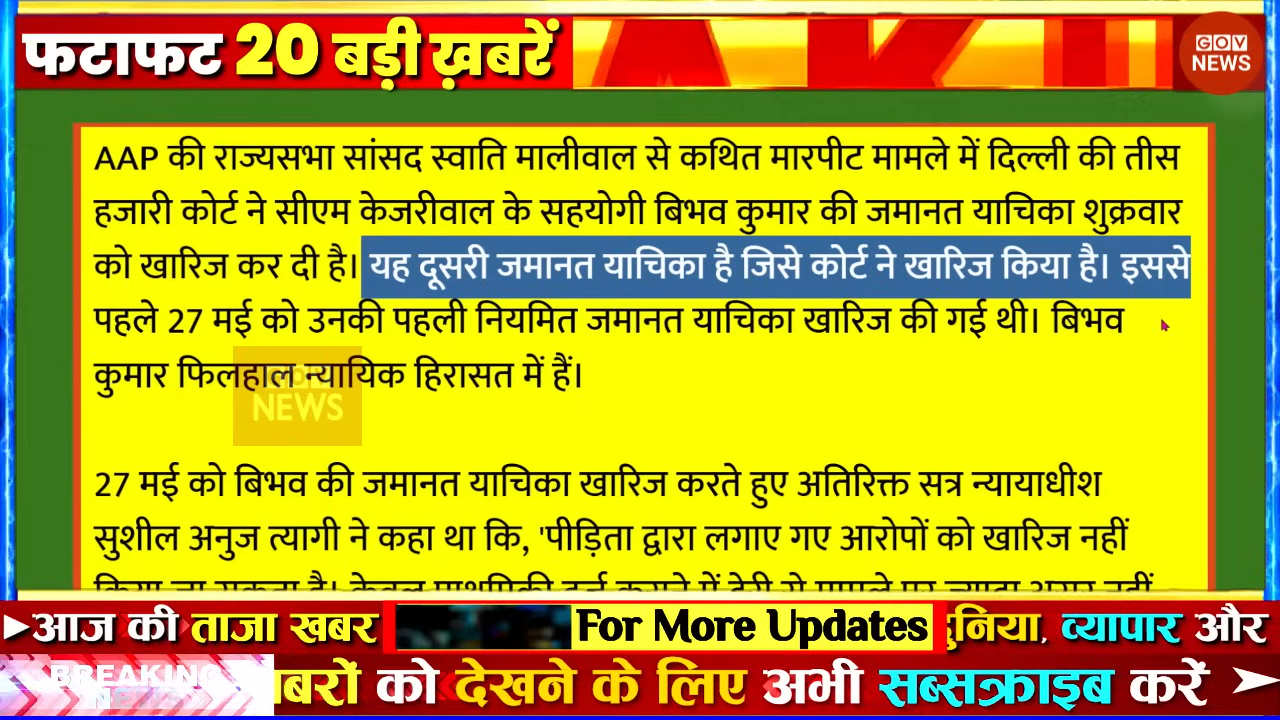 फटाफट 20 बड़ी ख़बरें
GOV
NEWS
AAP की राज्यसभा सांसद स्वाति मालीवाल से कथित मारपीट मामले में दिल्ली की तीस
हजारी कोर्ट ने सीएम केजरीवाल के सहयोगी बिभव कुमार की जमानत याचिका शुक्रवार
को खारिज कर दी है। यह दूसरी जमानत याचिका है जिसे कोर्ट ने खारिज किया है। इससे
पहले 27 मई को उनकी पहली नियमित जमानत याचिका खारिज की गई थी। बिभव
कुमार फिलहाल न्यायिक हिरासत में हैं।
GOV
NEWS
27 मई को बिभव की जमानत याचिका खारिज करते हुए अतिरिक्त सत्र न्यायाधीश
सुशील अनुज त्यागी ने कहा था कि, 'पीड़िता द्वारा लगाए गए आरोपों को खारिज नहीं
आज की ताजा खबर For More Updates व्यापार और
BREAKING
NEWS
को देखने के लिए अभी सब्सक्राइब करें